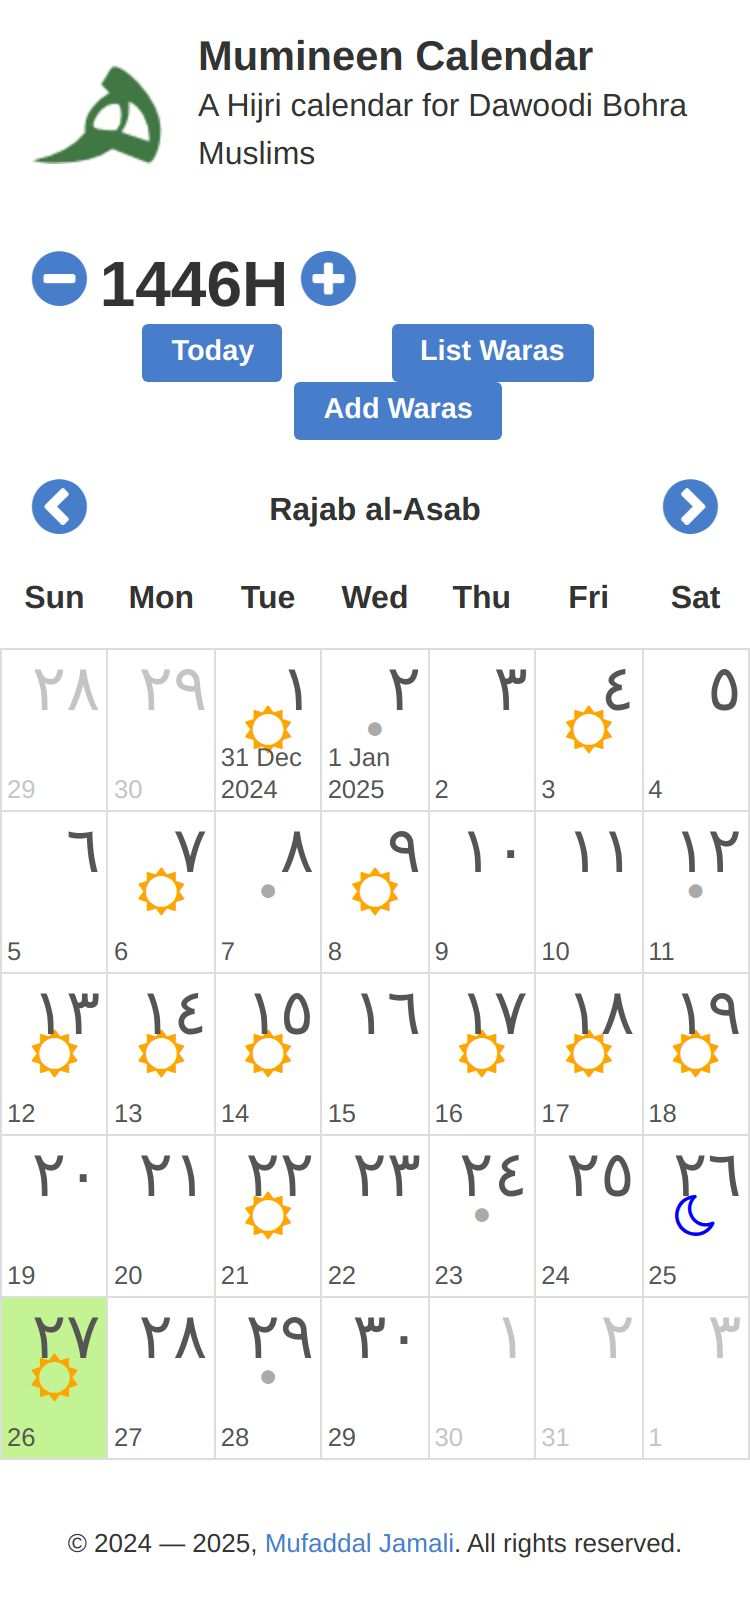 Mumineen Calendar
A Hijri calendar for Dawoodi Bohra
Muslims
1446H
Today List Waras
Add Waras
Rajab al-Asab
Sun Mon Tue Wed Thu Fri Sat
٢٨ ٢٩ ١ ٢ ٣ ٤ ٥
31 Dec 1 Jan
29 30 2024 2025 2 3 4
٦ ٧ ٨ ٩ ١٠ ١١ ١٢
5 6 7 8 9 10 11
١٣ ١٤ ١٥ ١٦ ١٧ ١٨ ١٩
12 13 14 15 16 17 18
٢٠ ٢١ ٢٢ ٢٣ ٢٤ ٢٥ ٢٦
19 20 21 22 23 24 25
٢٧ ٢٨ ٢٩ ٣٠ ١ ٢ ٣
26 27 28 29 30 31 1
© 2024 — 2025, Mufaddal Jamali. All rights reserved.